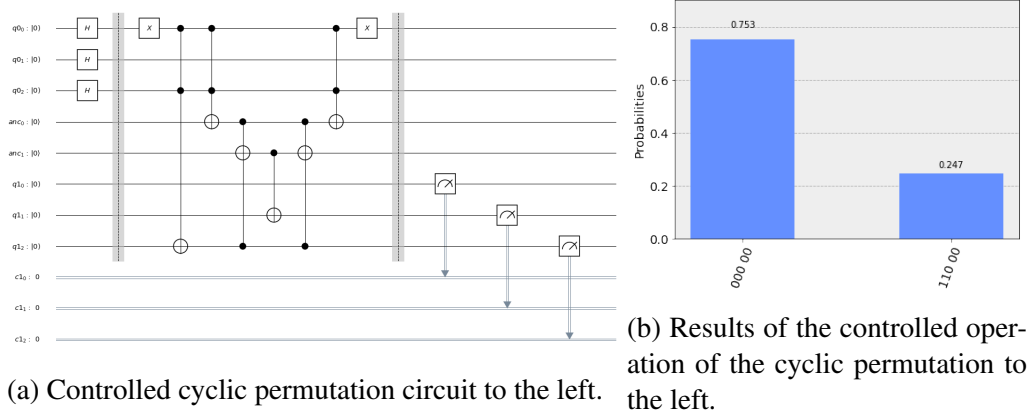 q0₀ : |0⟩ H X X
q0₁ : |0⟩ H
q0₂ : |0⟩ H
anc₀ : |0⟩
anc₁ : |0⟩
q1₀ : |0⟩
q1₁ : |0⟩
q1₂ : |0⟩
c1₀ : 0
c1₁ : 0
c1₂ : 0
(a) Controlled cyclic permutation circuit to the left.
Probabilities
0.8
0.6
0.4
0.2
0.0
0.753
0.247
000 00
110 00
(b) Results of the controlled oper-
ation of the cyclic permutation to
the left.